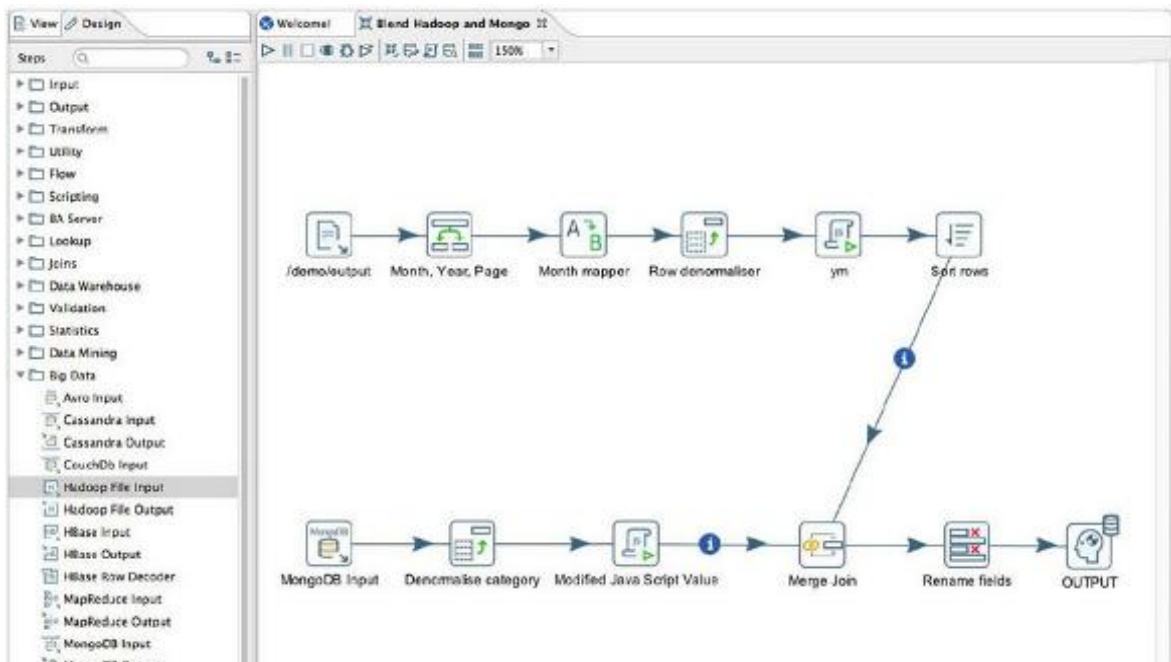 View Design
Welcome! Blend Hadoop and Mongo
Steps
150%
Input
Output
Transform
Utility
Flow
Scripting
BA Server
Lookup
Joins
Data Warehouse
Validation
Statistics
Data Mining
Big Data
Avro Input
Cassandra Input
Cassandra Output
CouchDb Input
Hadoop File Input
Hadoop File Output
HBase Input
HBase Output
HBase Row Decoder
MapReduce Input
MapReduce Output
MongoDB Input
A B
/demo/output Month, Year, Page Month mapper Row denormaliser ym Sort rows
MongoDB
MongoDB Input Denormalise category Modified Java Script Value Merge Join Rename fields OUTPUT